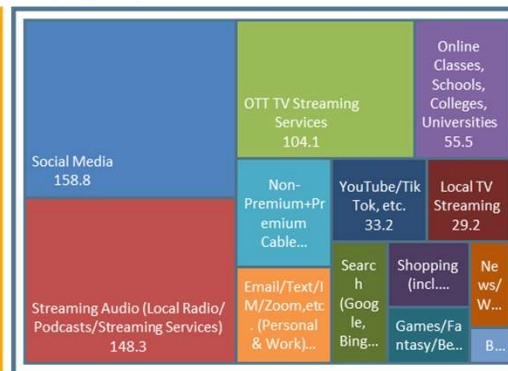 Social Media
158.8
Streaming Audio (Local Radio/
Podcasts/Streaming Services)
148.3
OTT TV Streaming
Services
104.1
Online
Classes,
Schools,
Colleges,
Universities
55.5
Non-
Premium+Pr
emium
Cable...
Email/Text/I
M/Zoom,etc
. (Personal
& Work)...
YouTube/Tik
Tok, etc.
33.2
Local TV
Streaming
29.2
Searc
h
(Goog
le,
Bing...
Shopping
(incl....
Games/Fa
ntasy/Be...
Ne
ws/
W...
B...